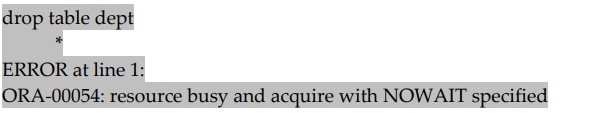 drop table dept
*
ERROR at line 1:
ORA-00054: resource busy and acquire with NOWAIT specified